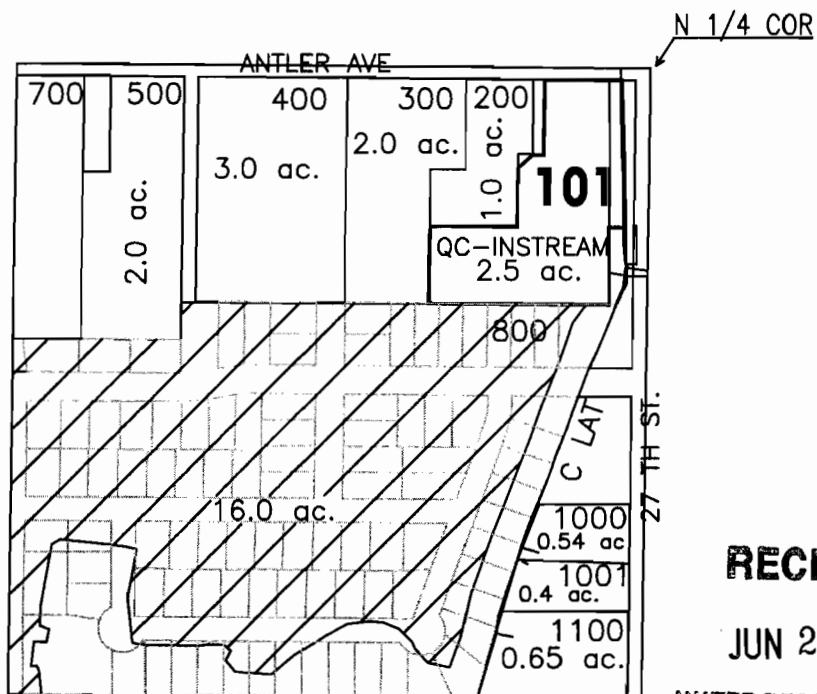 N 1/4 COR
ANTLER AVE
700
500
400
300
200
2.0 ac.
3.0 ac.
2.0 ac.
1.0 ac.
101
QC-INSTREAM
2.5 ac.
800
C LAT
27 TH ST.
16.0 ac.
1000
0.54 ac
1001
0.4 ac.
1100
0.65 ac.
JUN 2